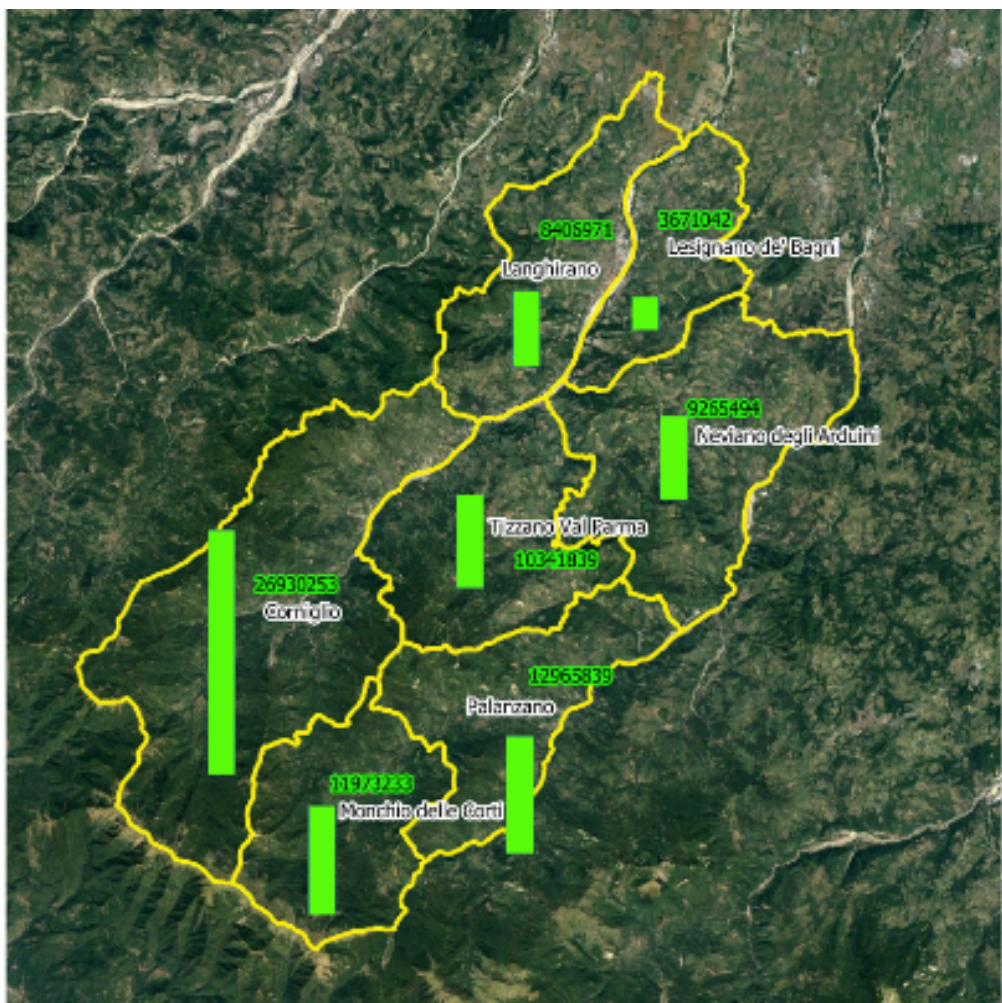 8406971
Langhirano
3671042
Lesignano de' Bagni
9265494
Neviano degli Arduini
Tizzano Val Parma
10341839
26930253
Corniglio
12965839
Palanzano
11973233
Monchio delle Corti